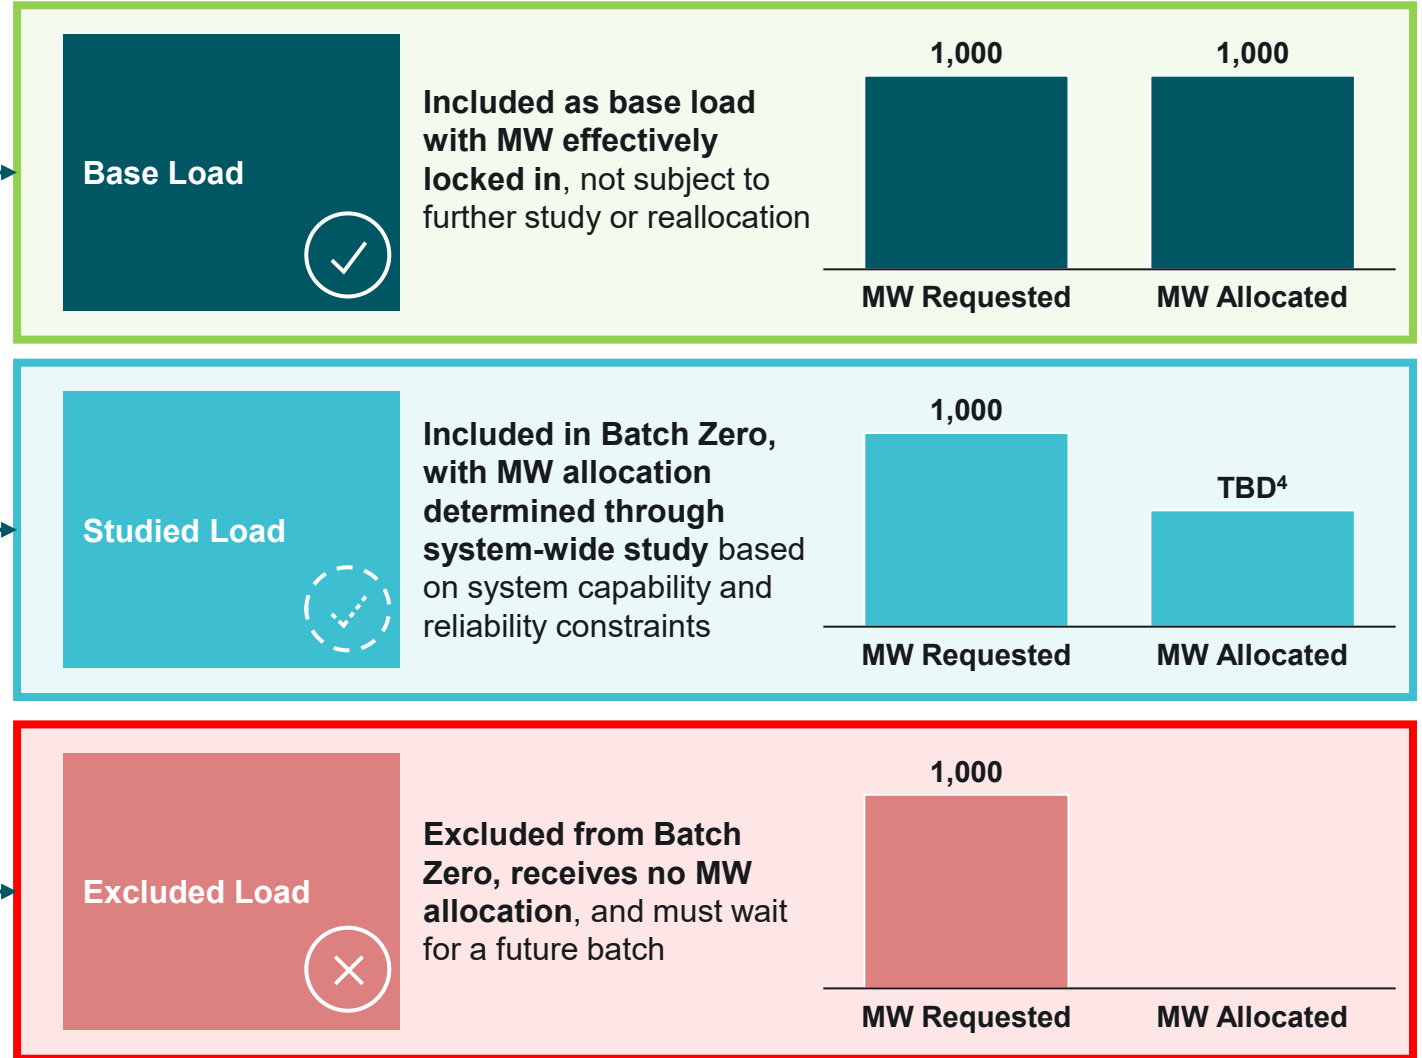 Base Load
Included as base load
with MW effectively
locked in, not subject to
further study or reallocation
1,000
1,000
MW Requested
MW Allocated
Studied Load
Included in Batch Zero,
with MW allocation
determined through
system-wide study based
on system capability and
reliability constraints
1,000
TBD⁴
MW Requested
MW Allocated
Excluded Load
Excluded from Batch
Zero, receives no MW
allocation, and must wait
for a future batch
1,000
MW Requested
MW Allocated